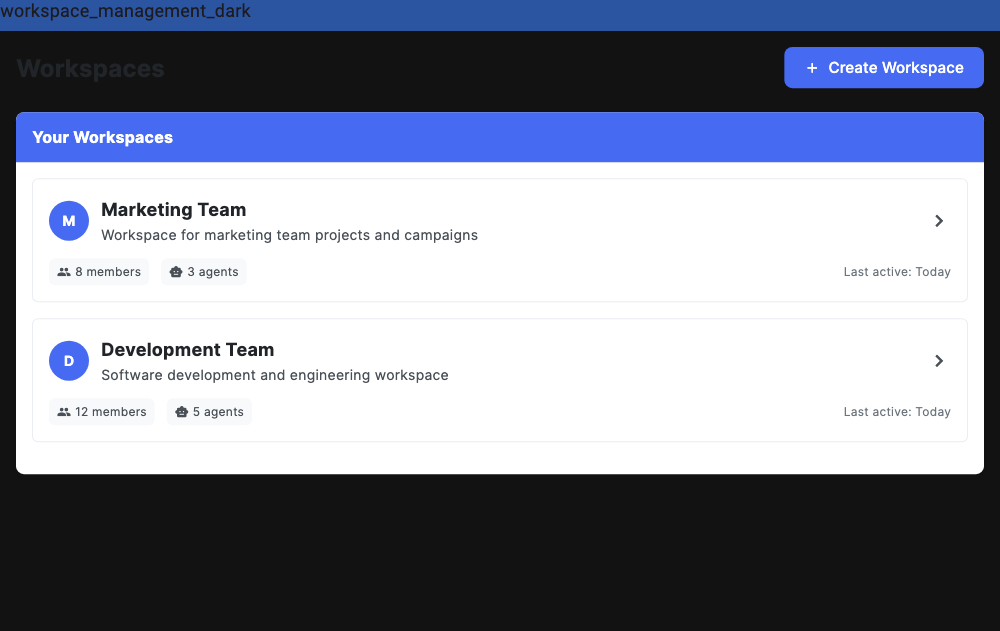 workspace_management_dark
Workspaces
+ Create Workspace
Your Workspaces
M
Marketing Team
Workspace for marketing team projects and campaigns
8 members
3 agents
Last active: Today
D
Development Team
Software development and engineering workspace
12 members
5 agents
Last active: Today